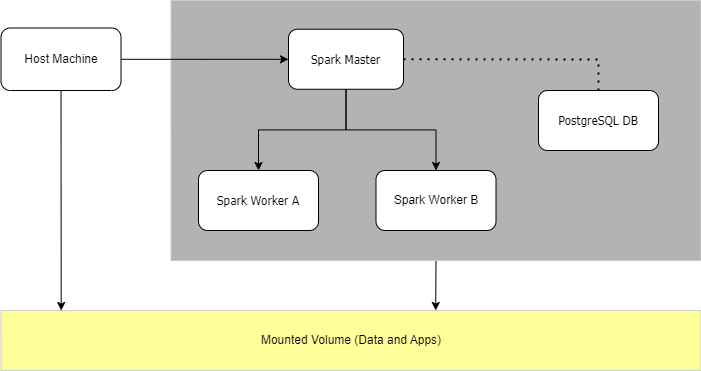 Host Machine
Spark Master
PostgreSQL DB
Spark Worker A
Spark Worker B
Mounted Volume (Data and Apps)